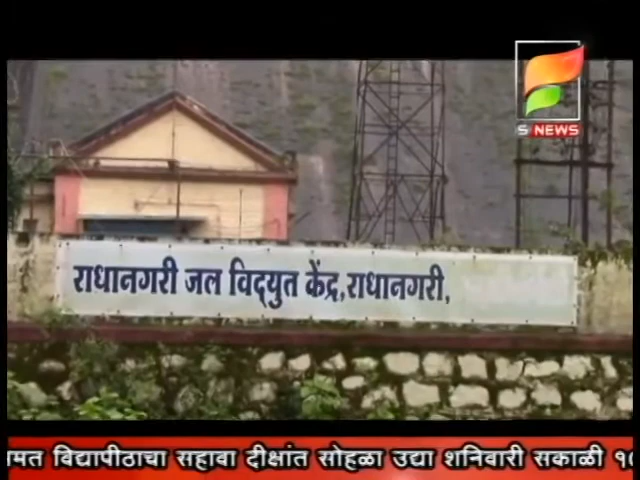 S NEWS
राधानगरी जल विद्युत केंद्र,राधानगरी,
विद्यापीठाचा सहावा दीक्षांत सोहळा उद्या शनिवारी सकाळी